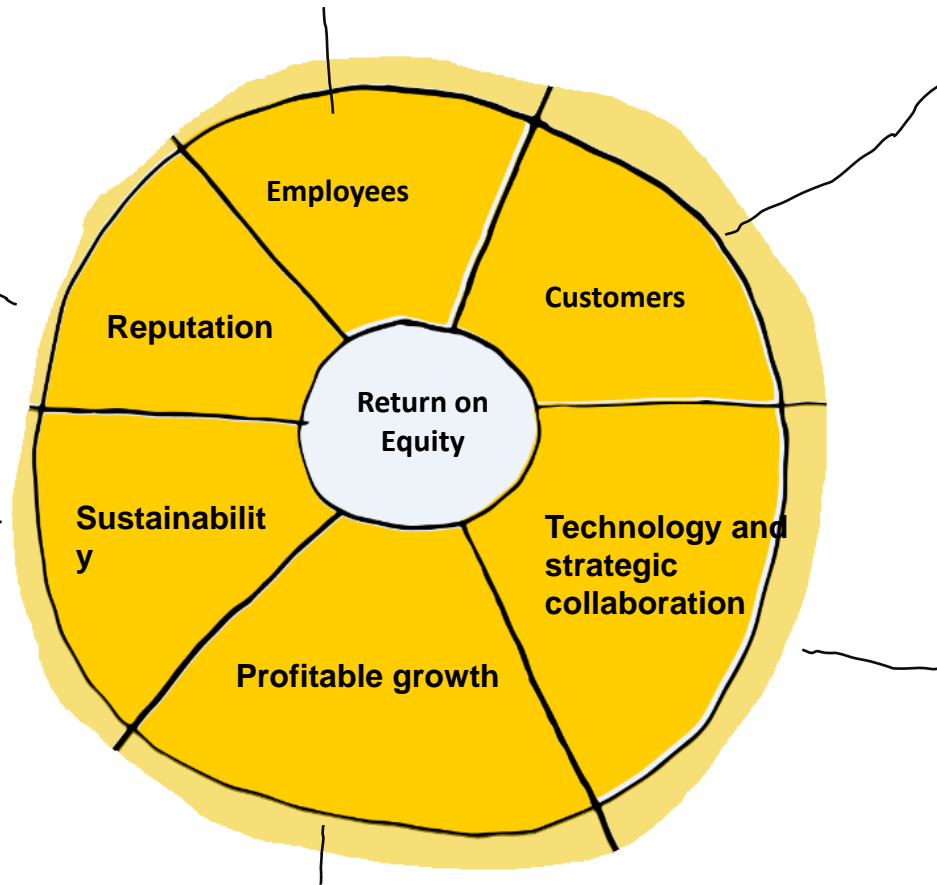 Employees
Customers
Reputation
Return on
Equity
Sustainabilit
y
Technology and
strategic
collaboration
Profitable growth